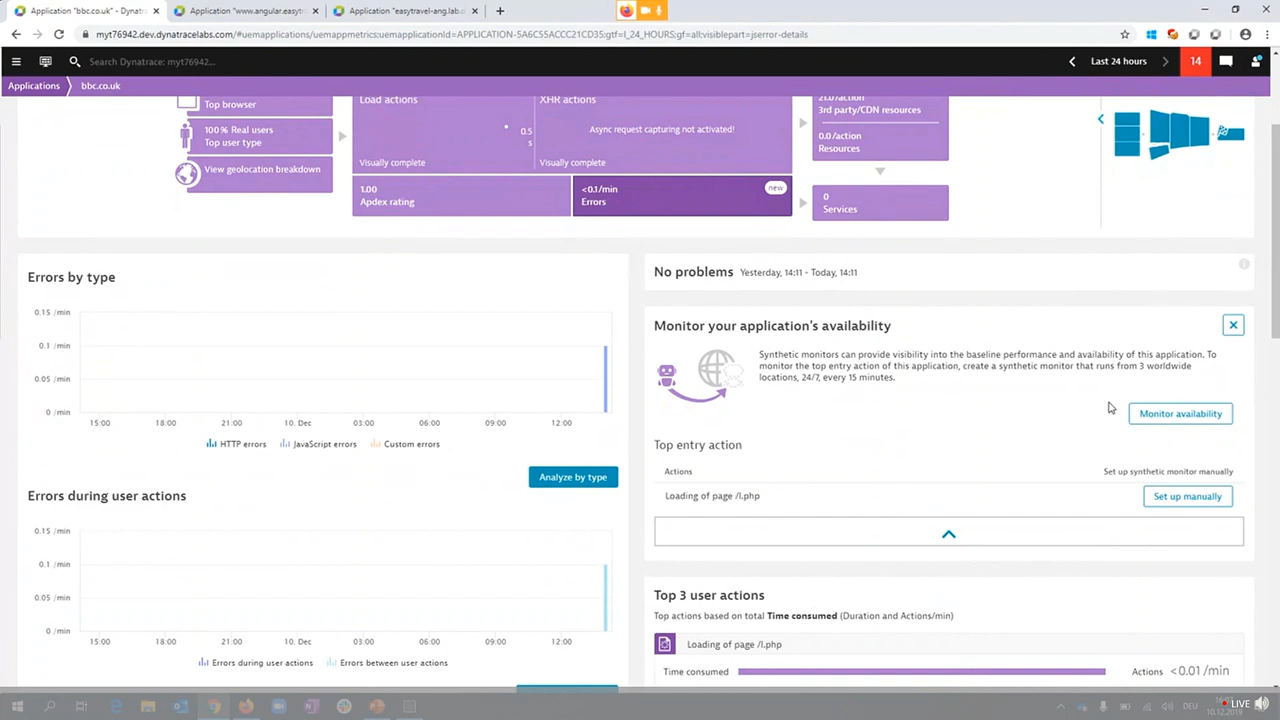 Application "bbc.co.uk" - Dynatrace
Application "www.angular.easytr
Application "easytravel-ang.lab.d
myt76942.dev.dynatracelabs.com/#uemapplications/uemappmetrics;uemapplicationId=APPLICATION-5A6C55ACCC21CD35;gtf=l_24_HOURS;gf=all;visiblepart=jserror-details
Search Dynatrace: myt76942...
Last 24 hours
14
Applications
bbc.co.uk
Top browser
100% Real users
Top user type
View geolocation breakdown
Load actions
0.5
s
Visually complete
XHR actions
Async request capturing not activated!
Visually complete
1.00
Apdex rating
<0.1/min
Errors
new
21.0/action
3rd party/CDN resources
0.0/action
Resources
0
Services
Errors by type
0.15 /min
0.1 /min
0.05 /min
0 /min
15:00 18:00 21:00 10. Dec 03:00 06:00 09:00 12:00
HTTP errors JavaScript errors Custom errors
Analyze by type
Errors during user actions
0.15 /min
0.1 /min
0.05 /min
0 /min
15:00 18:00 21:00 10. Dec 03:00 06:00 09:00 12:00
Errors during user actions Errors between user actions
No problems Yesterday, 14:11 - Today, 14:11
Monitor your application's availability
Synthetic monitors can provide visibility into the baseline performance and availability of this application. To
monitor the top entry action of this application, create a synthetic monitor that runs from 3 worldwide
locations, 24/7, every 15 minutes.
Monitor availability
Top entry action
Actions Set up synthetic monitor manually
Loading of page /l.php Set up manually
Top 3 user actions
Top actions based on total Time consumed (Duration and Actions/min)
Loading of page /l.php
Time consumed Actions <0.01 /min
DEU
10.12.2019
LIVE